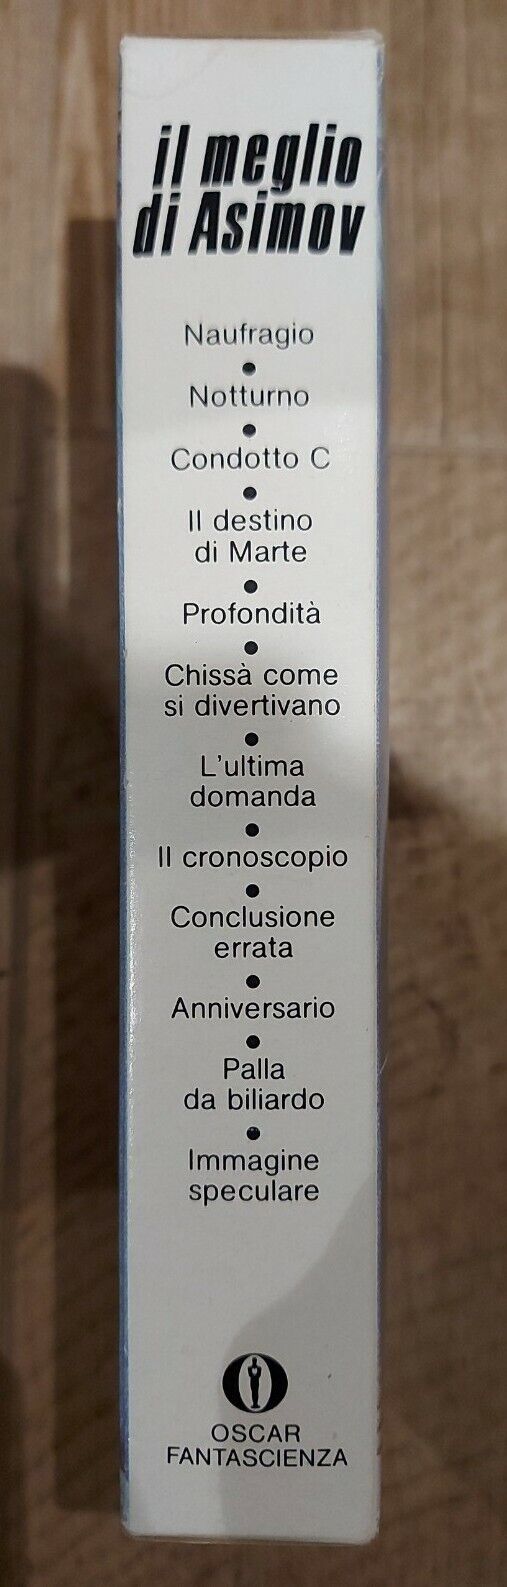 il meglio
di Asimov
Naufragio
•
Notturno
•
Condotto C
•
Il destino
di Marte
•
Profondità
•
Chissà come
si divertivano
•
L'ultima
domanda
•
Il cronoscopio
•
Conclusione
errata
•
Anniversario
•
Palla
da biliardo
•
Immagine
speculare
OSCAR
FANTASCIENZA